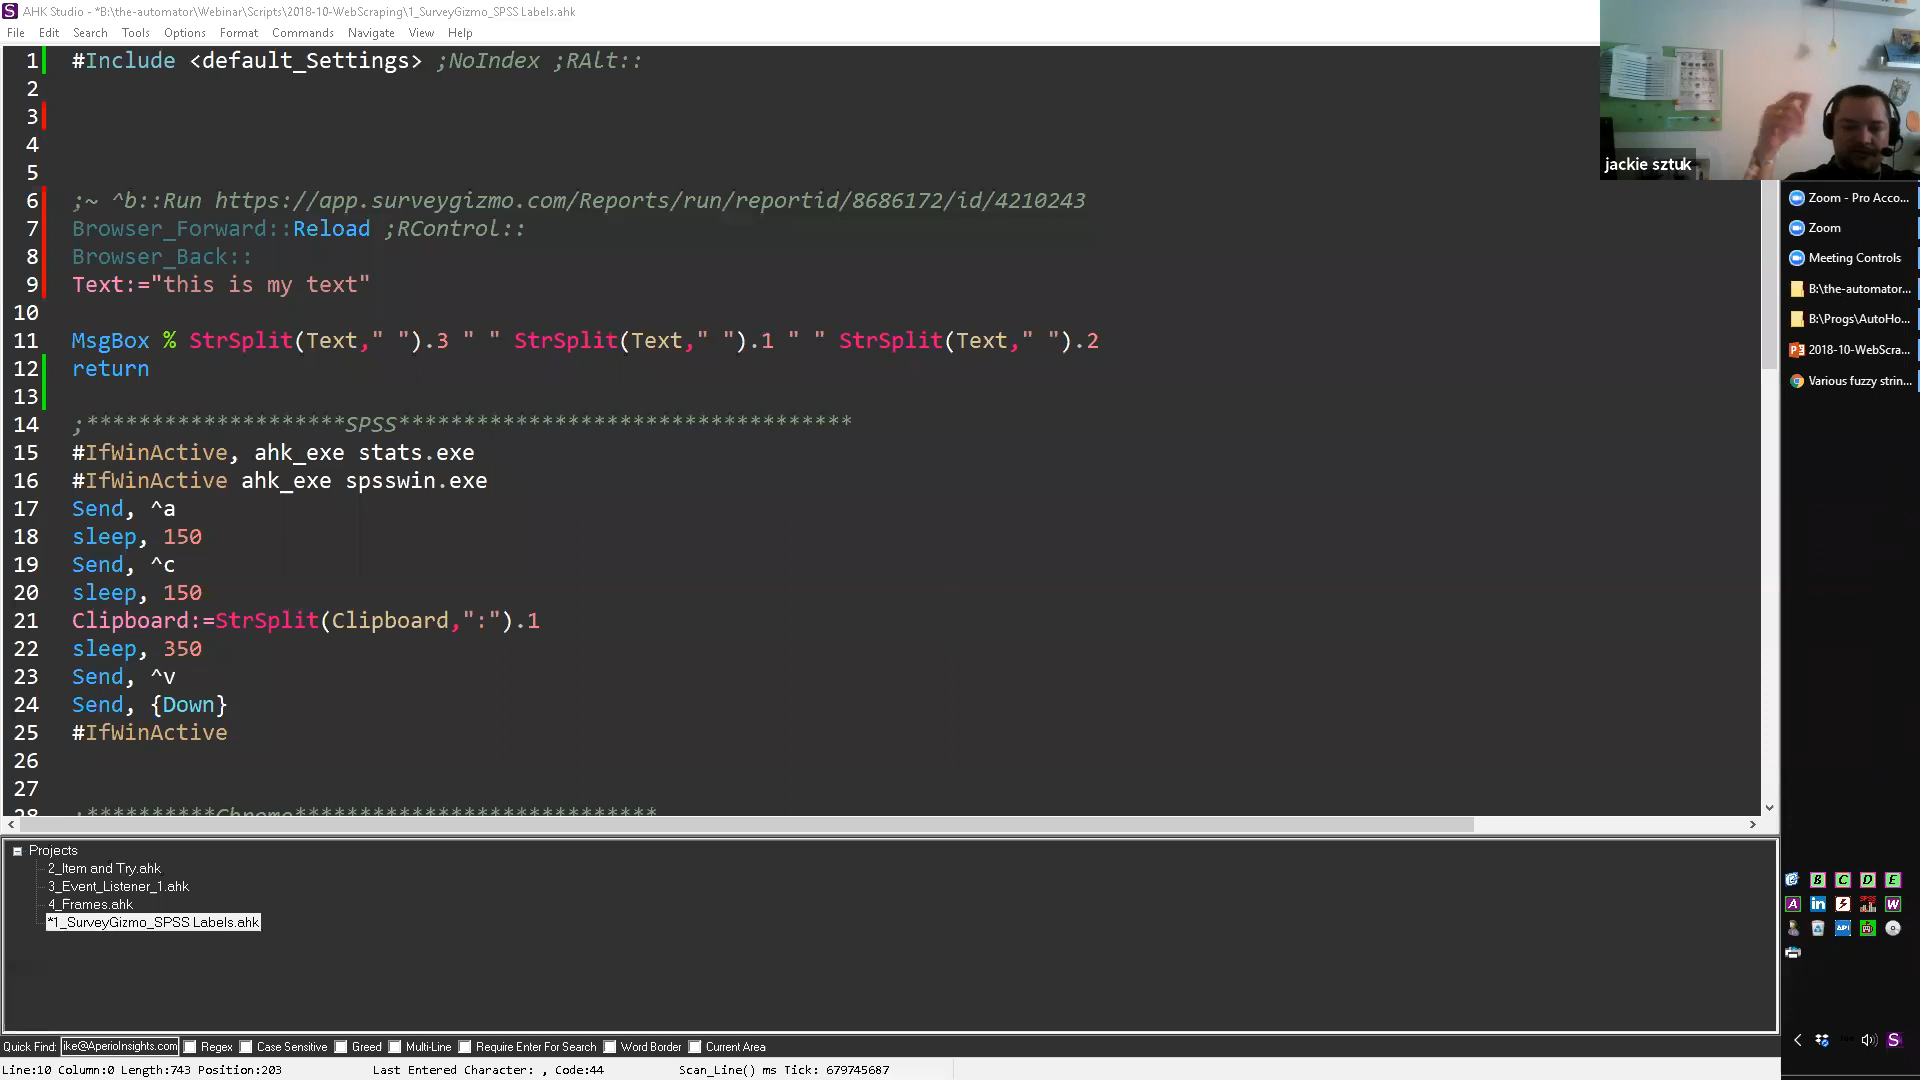 AHK Studio - *B:\the-automator\Webinar\Scripts\2018-10-WebScraping\1_SurveyGizmo_SPSS Labels.ahk
File Edit Search Tools Options Format Commands Navigate View Help
1 #Include <default_Settings> ;NoIndex ;RAlt::
2
3
4
5
6 ;~ ^b::Run https://app.surveygizmo.com/Reports/run/reportid/8686172/id/4210243
7 Browser_Forward::Reload ;RControl::
8 Browser_Back::
9 Text:="this is my text"
10
11 MsgBox % StrSplit(Text," ").3 " " StrSplit(Text," ").1 " " StrSplit(Text," ").2
12 return
13
14 ;********************SPSS***********************************
15 #IfWinActive, ahk_exe stats.exe
16 #IfWinActive ahk_exe spsswin.exe
17 Send, ^a
18 sleep, 150
19 Send, ^c
20 sleep, 150
21 Clipboard:=StrSplit(Clipboard,":").1
22 sleep, 350
23 Send, ^v
24 Send, {Down}
25 #IfWinActive
26
27
28 ;**********Chrome****************************
jackie sztuk
Zoom - Pro Acco...
Zoom
Meeting Controls
B:\the-automator...
B:\Progs\AutoHo...
2018-10-WebScra...
Various fuzzy strin...
Projects
2_Item and Try.ahk
3_Event_Listener_1.ahk
4_Frames.ahk
*1_SurveyGizmo_SPSS Labels.ahk
B C D E
A in SPSS W
API
Quick Find: ike@AperioInsights.com Regex Case Sensitive Greed Multi-Line Require Enter For Search Word Border Current Area
Line:10 Column:0 Length:743 Position:203 Last Entered Character: , Code:44 Scan_Line() ms Tick: 679745687